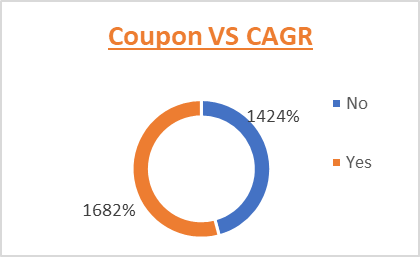 Coupon VS CAGR
1424%
No
Yes
1682%